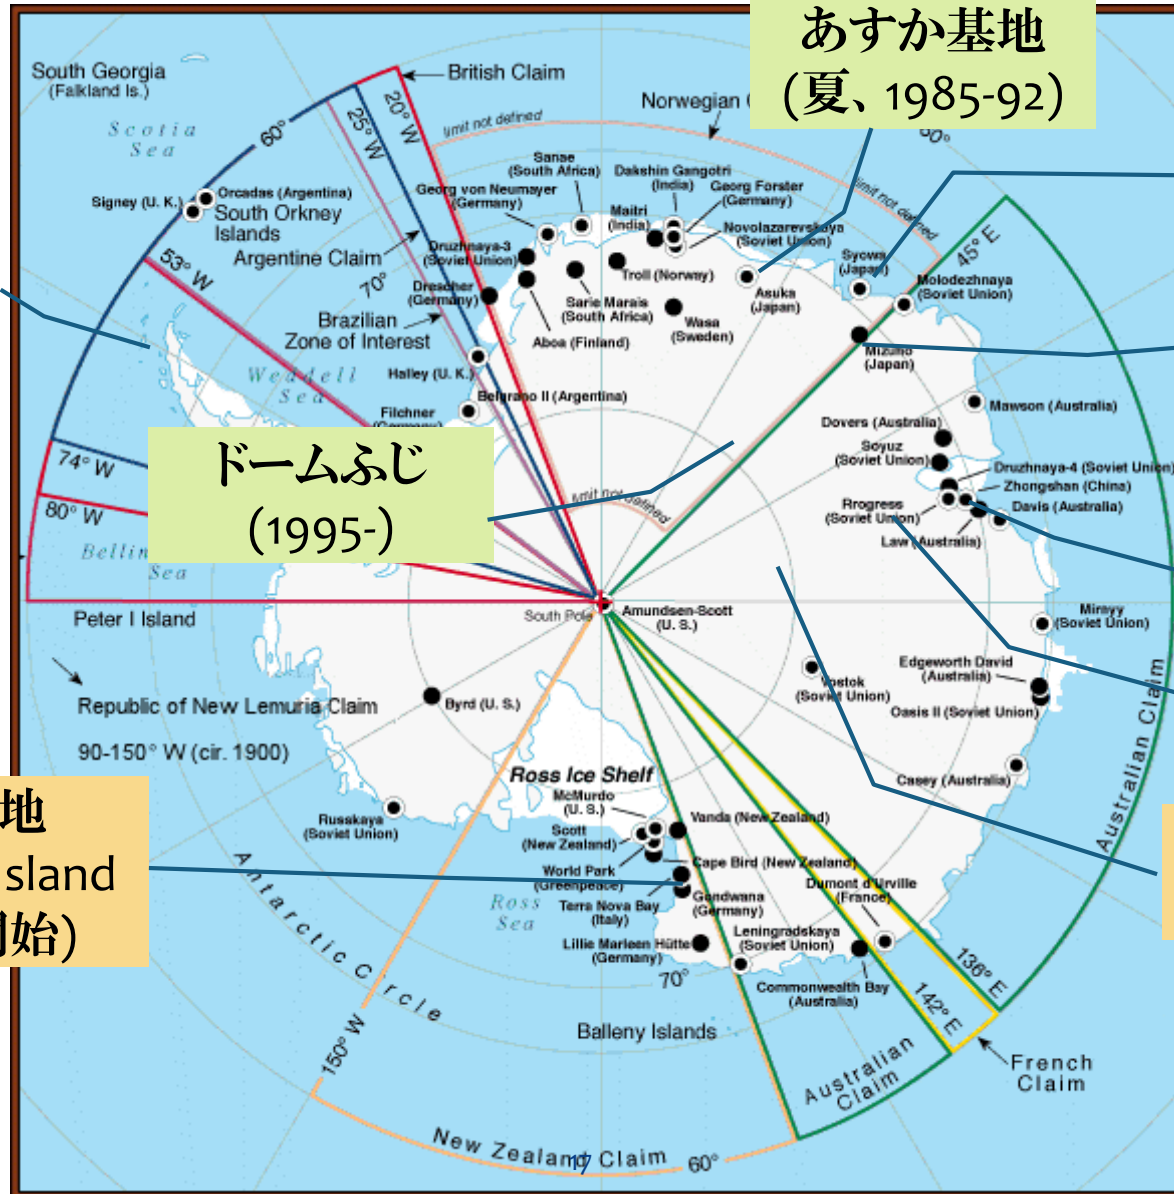 あすか基地
(夏、1985-92)
South Georgia
(Falkland Is.)
British Claim
Norwegian
Scotia
Sea
60°
25° W
20° W
limit not defined
limit not defined
Sanae
(South Africa)
Dakshin Gangotri
(India)
Georg von Neumayer
(Germany)
Georg Forster
(Germany)
Orcadas (Argentina)
Signey (U. K.)
South Orkney
Islands
Maitri
(India)
Novolazarevskaya
(Soviet Union)
45° E
Argentine Claim
Druzhnaya-3
(Soviet Union)
53° W
70°
Troll (Norway)
Syowa
(Japan)
Molodezhnaya
(Soviet Union)
Drescher
(Germany)
Sarie Marais
(South Africa)
Asuka
(Japan)
Brazilian
Zone of Interest
Wasa
(Sweden)
Aboa (Finland)
Mizuho
(Japan)
Halley (U. K.)
Weddell
Sea
Belgrano II (Argentina)
Filchner
(Germany)
Mawson (Australia)
Dovers (Australia)
ドームふじ
(1995-)
Soyuz
(Soviet Union)
74° W
Druzhnaya-4 (Soviet Union)
Zhongshan (China)
80° W
limit not defined
Rrogress
(Soviet Union)
Davis (Australia)
Law (Australia)
Bellin
Sea
Peter I Island
South Pole
Amundsen-Scott
(U. S.)
Mirnyy
(Soviet Union)
Edgeworth David
(Australia)
Vostok
(Soviet Union)
Oasis II (Soviet Union)
Byrd (U. S.)
Republic of New Lemuria Claim
90-150° W (cir. 1900)
Australian Claim
Ross Ice Shelf
Casey (Australia)
地
sland
始)
McMurdo
(U. S.)
Russkaya
(Soviet Union)
Vanda (New Zealand)
Scott
(New Zealand)
Cape Bird (New Zealand)
World Park
(Greenpeace)
Dumont d'Urville
(France)
Gondwana
(Germany)
Terra Nova Bay
(Italy)
Ross
Sea
Leningradskaya
(Soviet Union)
Lillie Marleen Hütte
(Germany)
Antarctic Circle
70°
Commonwealth Bay
(Australia)
136° E
142° E
Balleny Islands
150° W
Australian
Claim
French
Claim
New Zealand Claim
60°
17